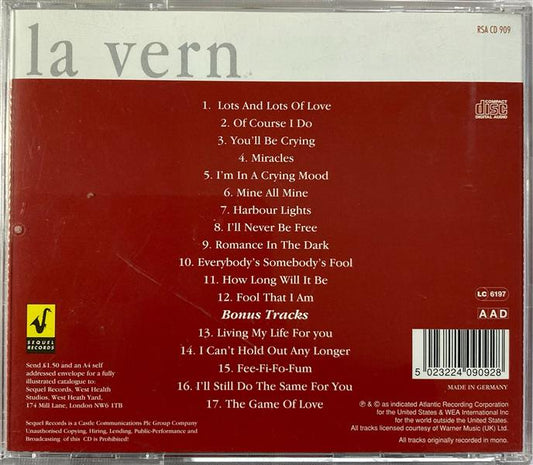 RSA CD 909
la vern
COMPACT
disc
DIGITAL AUDIO
1. Lots And Lots Of Love
2. Of Course I Do
3. You'll Be Crying
4. Miracles
5. I'm In A Crying Mood
6. Mine All Mine
7. Harbour Lights
8. I'll Never Be Free
9. Romance In The Dark
10. Everybody's Somebody's Fool
11. How Long Will It Be
12. Fool That I Am
Bonus Tracks
13. Living My Life For you
14. I Can't Hold Out Any Longer
15. Fee-Fi-Fo-Fum
16. I'll Still Do The Same For You
17. The Game Of Love
LC 6197
AAD
SEQUEL
RECORDS
Send £1.50 and an A4 self
addressed envelope for a fully
illustrated catalogue to:
Sequel Records, West Health
Studios, West Heath Yard,
174 Mill Lane, London NW6 1TB
Sequel Records is a Castle Communications Plc Group Company
Unauthorised Copying, Hiring, Lending, Public-Performance and
Broadcasting of this CD is Prohibited!
5 023224 090928
MADE IN GERMANY
℗ & © as indicated Atlantic Recording Corporation
for the United States & WEA International Inc
for the world outside the United States.
All tracks licensed courtesy of Warner Music (UK) Ltd.
All tracks originally recorded in mono.